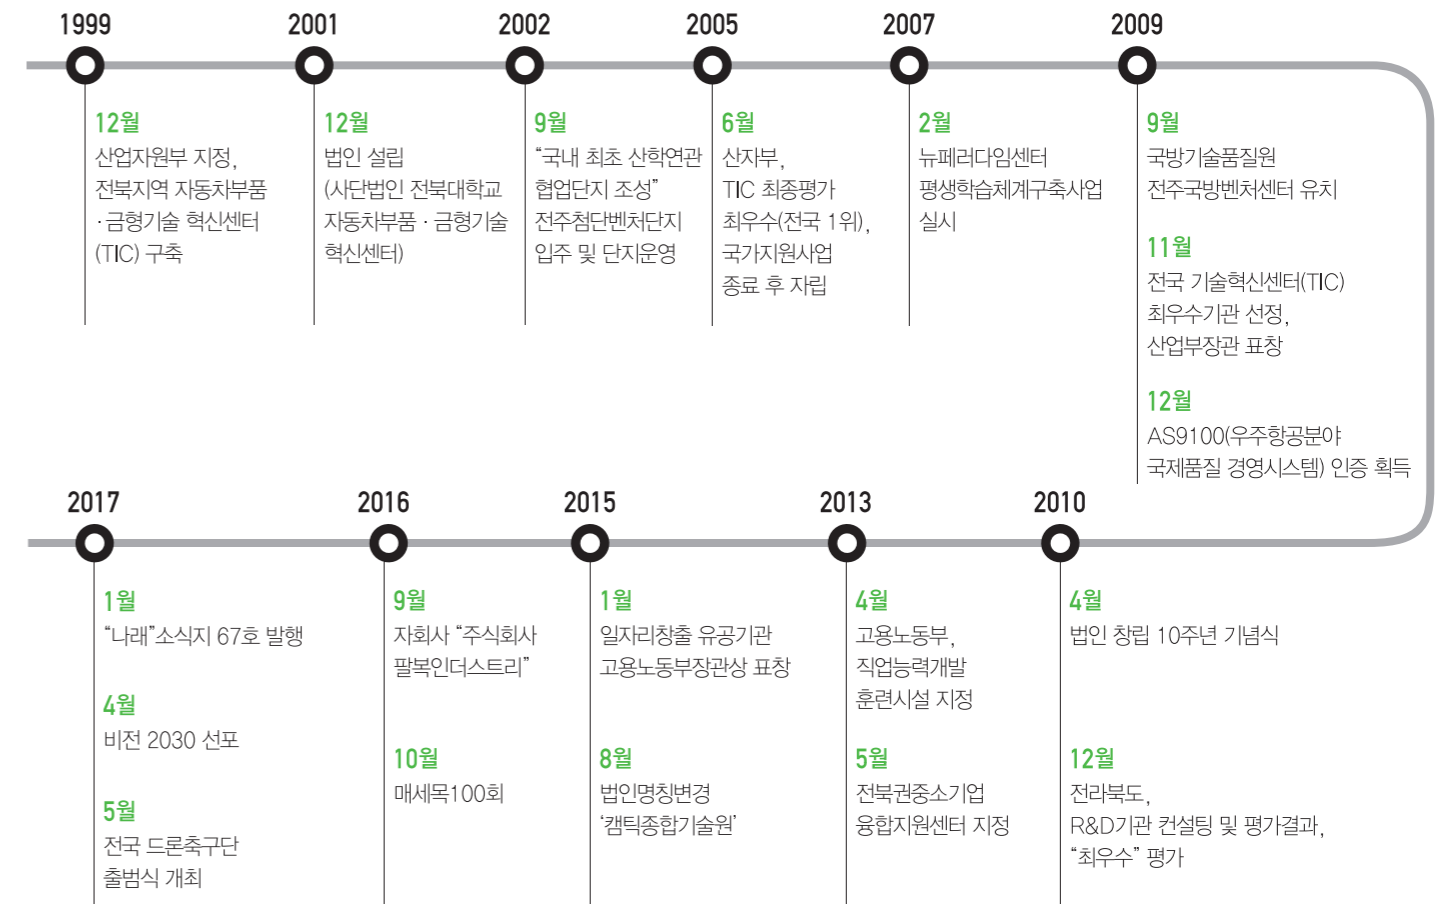 1999
12월
산업자원부 지정,
전북지역 자동차부품
·금형기술 혁신센터
(TIC) 구축
2001
12월
법인 설립
(사단법인 전북대학교
자동차부품·금형기술
혁신센터)
2002
9월
“국내 최초 산학연관
협업단지 조성”
전주첨단벤처단지
입주 및 단지운영
2005
6월
산자부,
TIC 최종평가
최우수(전국 1위),
국가지원사업
종료 후 자립
2007
2월
뉴페러다임센터
평생학습체계구축사업
실시
2009
9월
국방기술품질원
전주국방벤처센터 유치
11월
전국 기술혁신센터(TIC)
최우수기관 선정,
산업부장관 표창
12월
AS9100(우주항공분야
국제품질 경영시스템) 인증 획득
2010
4월
법인 창립 10주년 기념식
12월
전라북도,
R&D기관 컨설팅 및 평가결과,
“최우수” 평가
2013
4월
고용노동부,
직업능력개발
훈련시설 지정
5월
전북권중소기업
융합지원센터 지정
2015
1월
일자리창출 유공기관
고용노동부장관상 표창
8월
법인명칭변경
‘캠틱종합기술원’
2016
9월
자회사 “주식회사
팔복인더스트리”
10월
매세목100회
2017
1월
“나래”소식지 67호 발행
4월
비전 2030 선포
5월
전국 드론축구단
출범식 개최